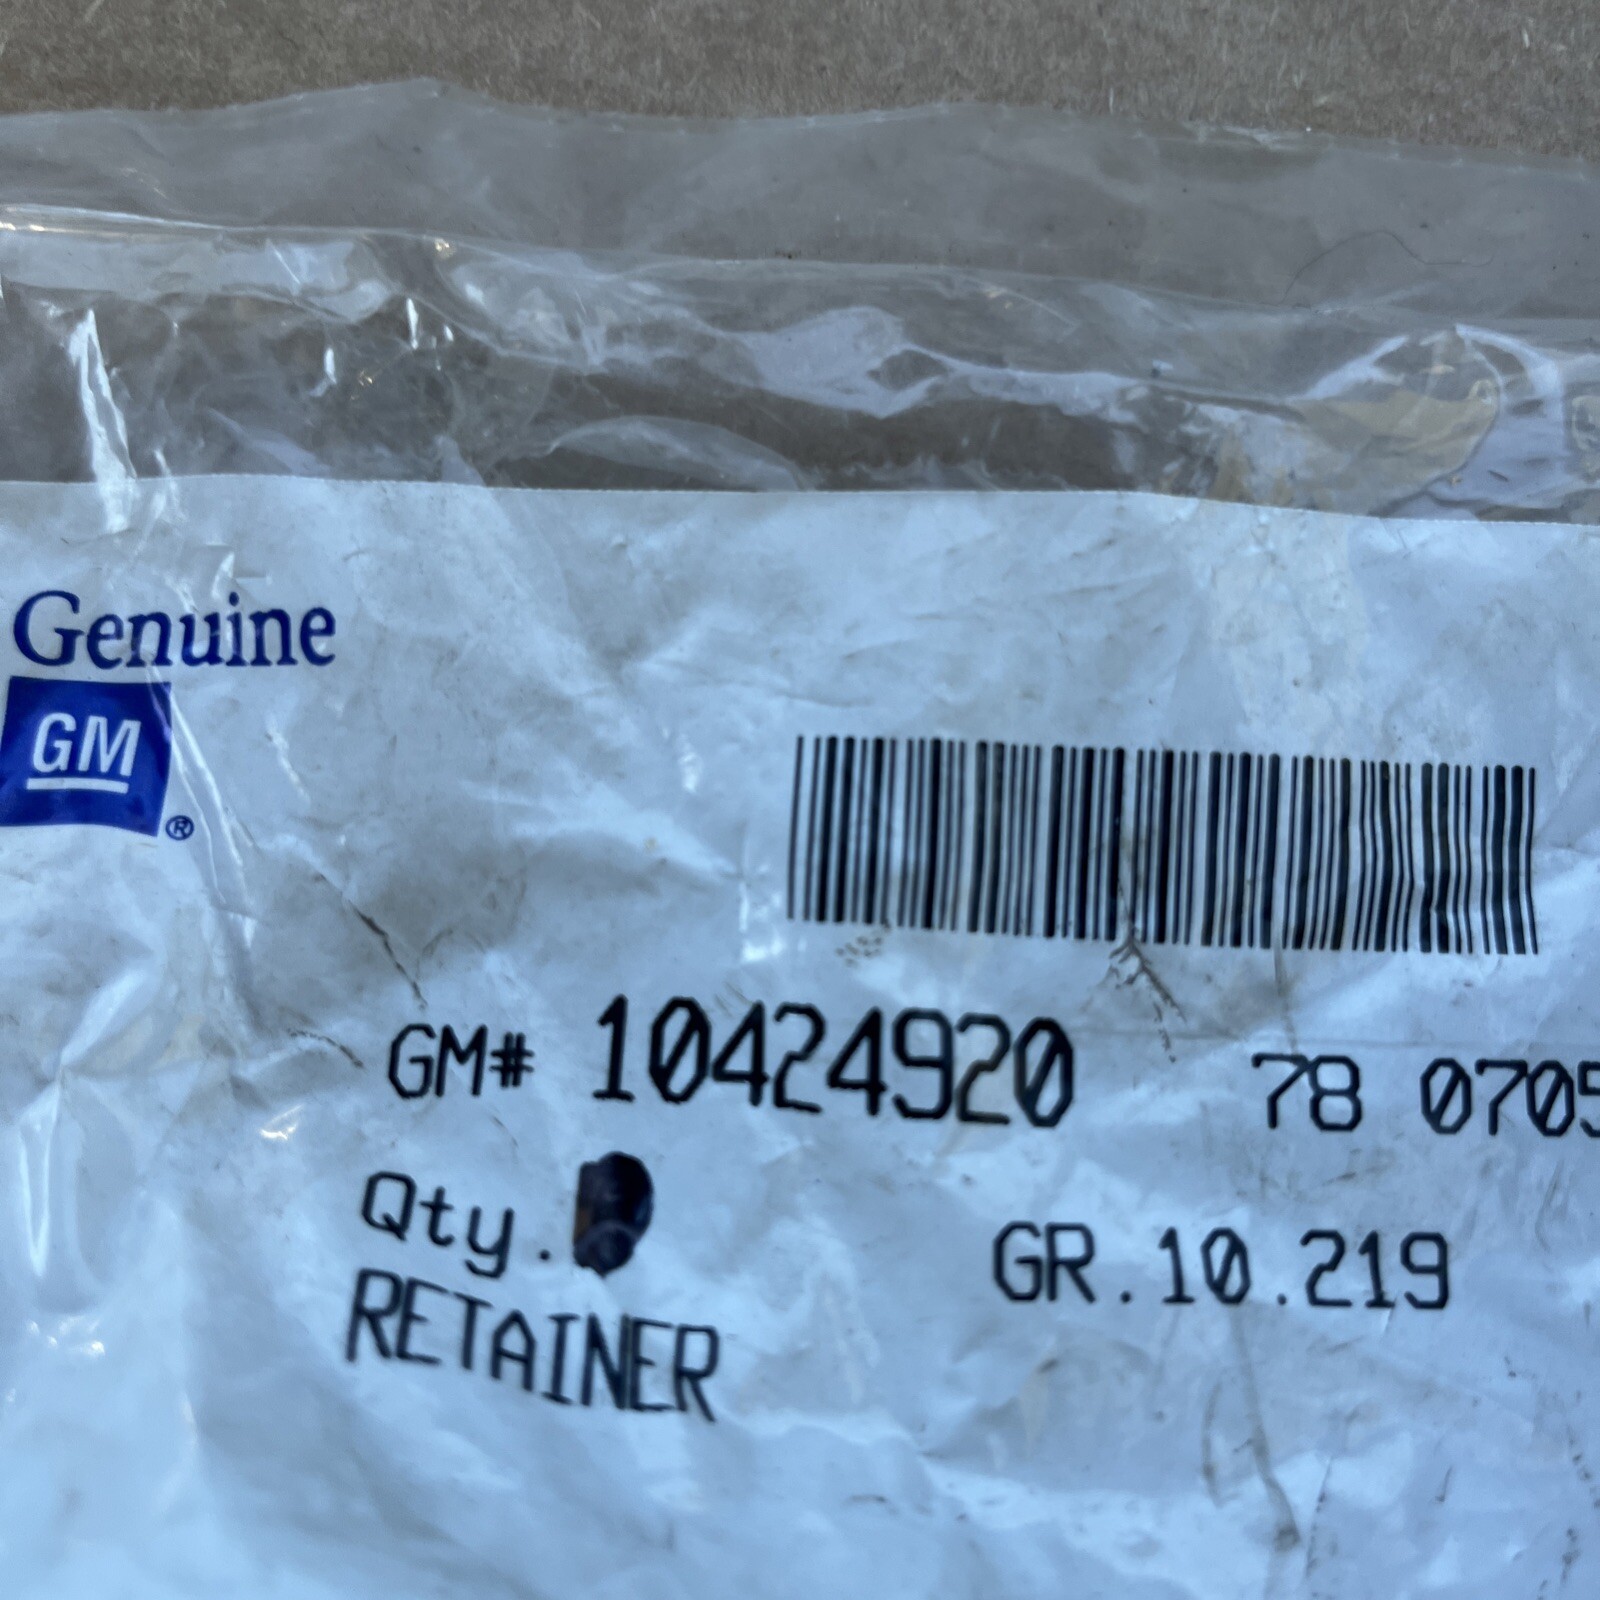 Genuine
GM
®
GM# 10424920 78 0705
Qty.
GR.10.219
RETAINER